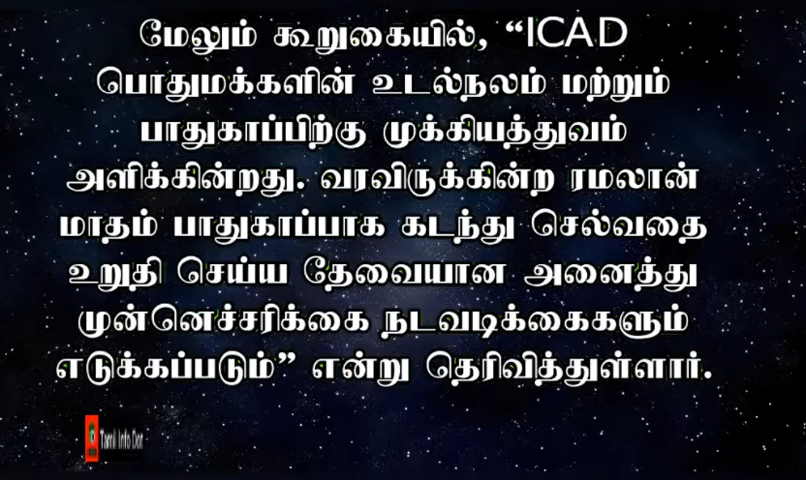 மேலும் கூறுகையில், “ICAD
பொதுமக்களின் உடல்நலம் மற்றும்
பாதுகாப்பிற்கு முக்கியத்துவம்
அளிக்கின்றது. வரவிருக்கின்ற ரமலான்
மாதம் பாதுகாப்பாக கடந்து செல்வதை
உறுதி செய்ய தேவையான அனைத்து
முன்னெச்சரிக்கை நடவடிக்கைகளும்
எடுக்கப்படும்” என்று தெரிவித்துள்ளார்.
Tamil Info Dot